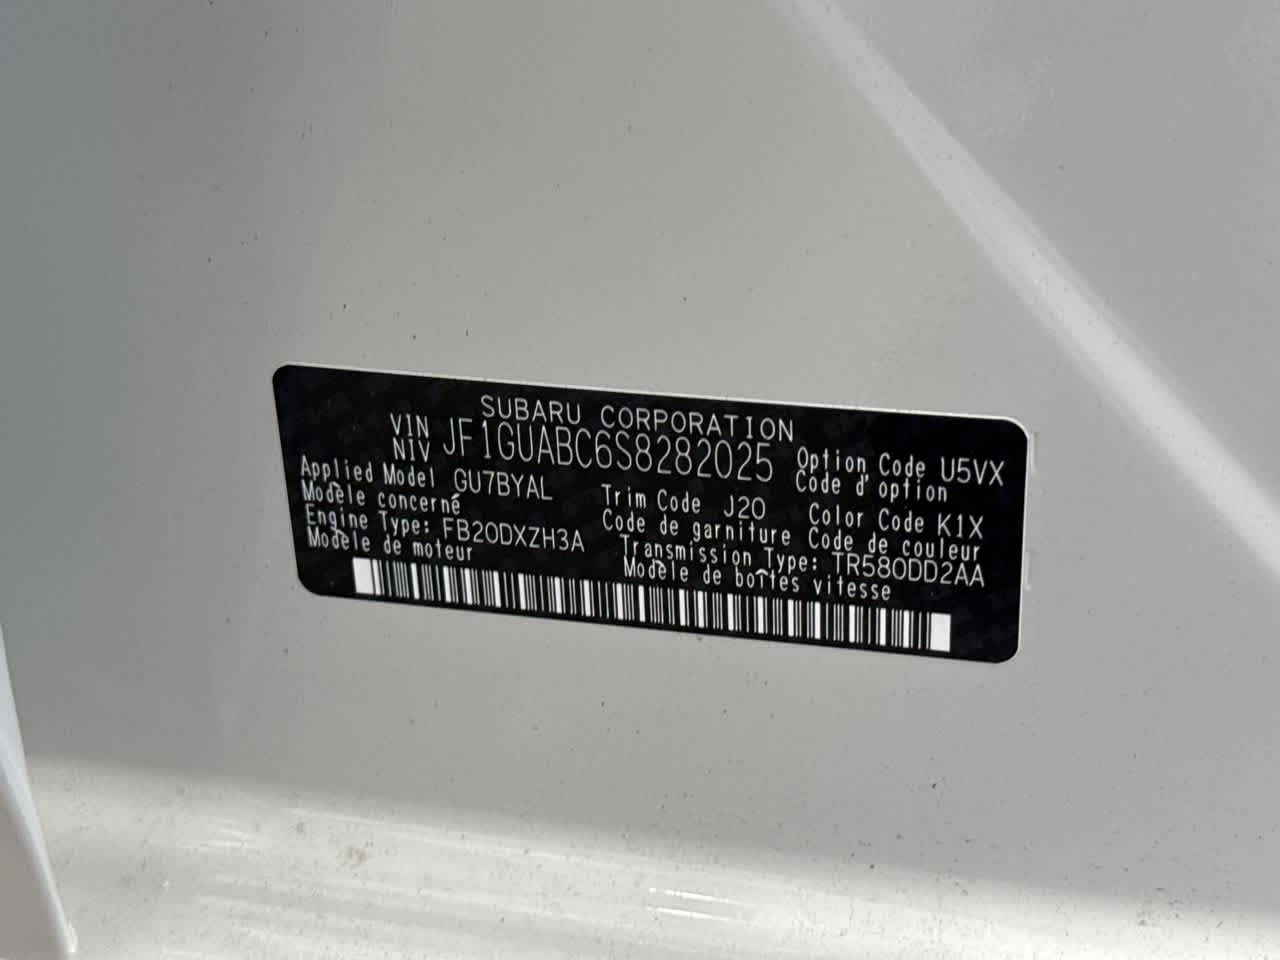 SUBARU CORPORATION
VIN
NIV JF1GUABC6S8282025
Option Code U5VX
Code d'option
Applied Model GU7BYAL
Modèle concerné
Trim Code J20
Code de garniture
Color Code K1X
Code de couleur
Engine Type: FB20DXZH3A
Modèle de moteur
Transmission Type: TR580DD2AA
Modèle de boîtes vitesse